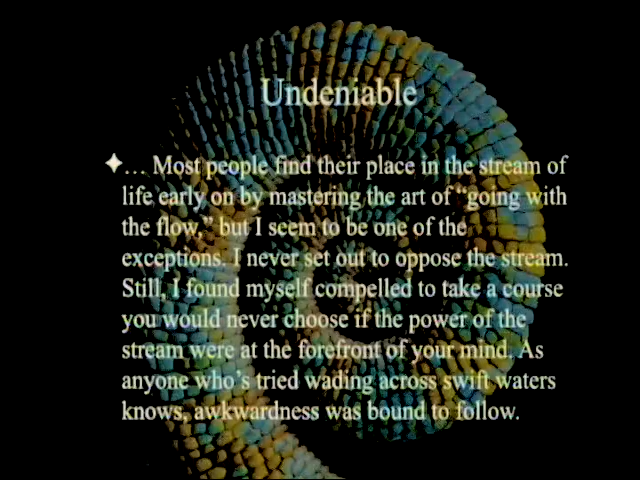 Undeniable
✦… Most people find their place in the stream of
life early on by mastering the art of “going with
the flow,” but I seem to be one of the
exceptions. I never set out to oppose the stream.
Still, I found myself compelled to take a course
you would never choose if the power of the
stream were at the forefront of your mind. As
anyone who’s tried wading across swift waters
knows, awkwardness was bound to follow.